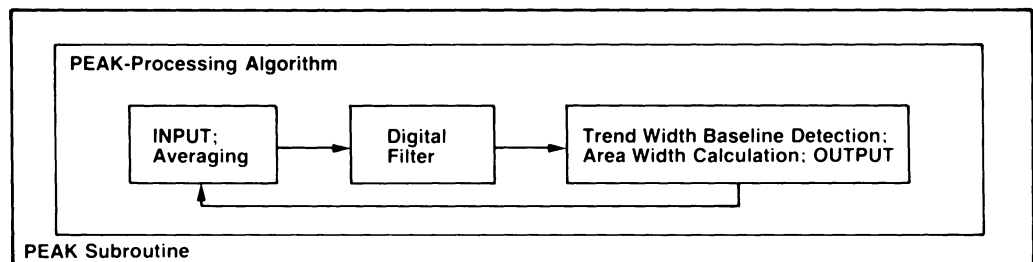 PEAK-Processing Algorithm
INPUT;
Averaging
Digital
Filter
Trend Width Baseline Detection;
Area Width Calculation; OUTPUT
PEAK Subroutine